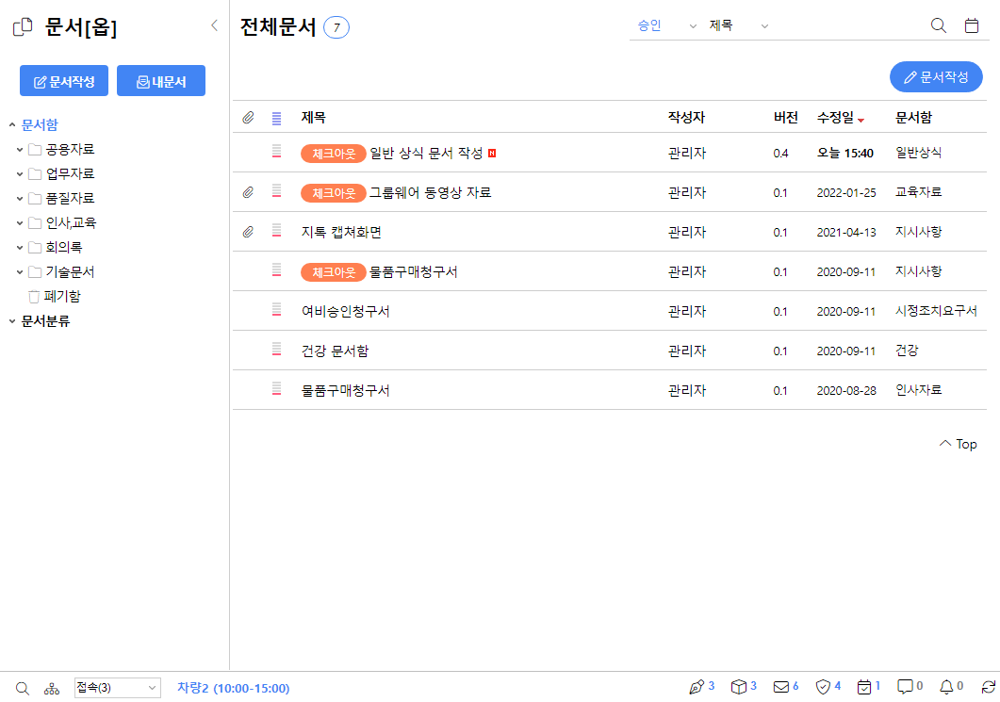 문서[옵]
문서작성
내문서
문서함
공용자료
업무자료
품질자료
인사,교육
회의록
기술문서
폐기함
문서분류
전체문서 7
승인 제목
문서작성
제목 작성자 버전 수정일 문서함
체크아웃 일반 상식 문서 작성 N 관리자 0.4 오늘 15:40 일반상식
체크아웃 그룹웨어 동영상 자료 관리자 0.1 2022-01-25 교육자료
지톡 캡쳐화면 관리자 0.1 2021-04-13 지시사항
체크아웃 물품구매청구서 관리자 0.1 2020-09-11 지시사항
여비승인청구서 관리자 0.1 2020-09-11 시정조치요구서
건강 문서함 관리자 0.1 2020-09-11 건강
물품구매청구서 관리자 0.1 2020-08-28 인사자료
Top
접속(3) 차량2 (10:00-15:00) 3 3 6 4 1 0 0